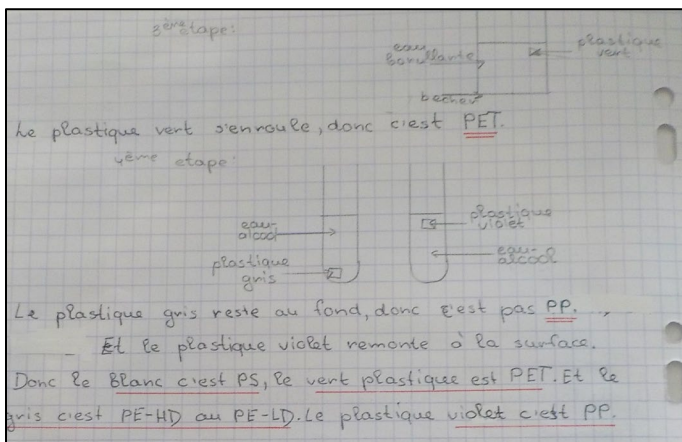 3ème étape:
eau
bouillante
plastique
vert
becher
Le plastique vert s'enroule, donc c'est PET.
4ème etape:
eau-
alcool
plastique
gris
plastique
violet
eau-
alcool
Le plastique gris reste au fond, donc c'est pas PP.
Et le plastique violet remonte à la surface.
Donc le Blanc c'est PS, le vert plastique est PET. Et le
gris c'est PE-HD au PE-LD. Le plastique violet c'est PP.